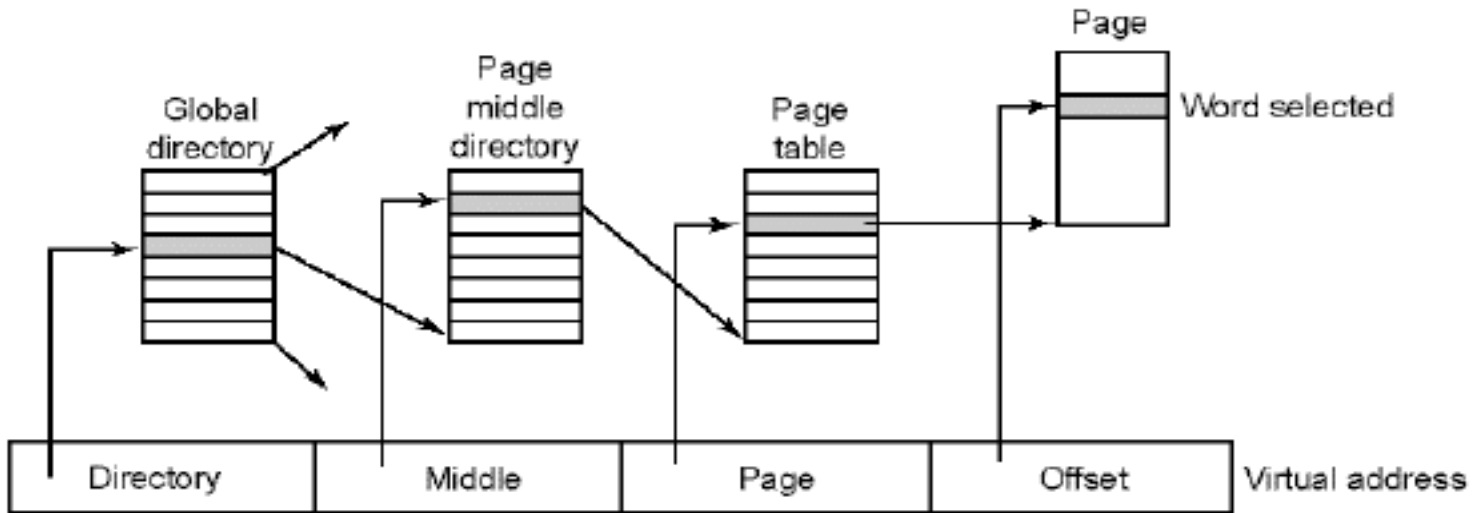 Global
directory
Page
middle
directory
Page
table
Page
Word selected
Directory
Middle
Page
Offset
Virtual address